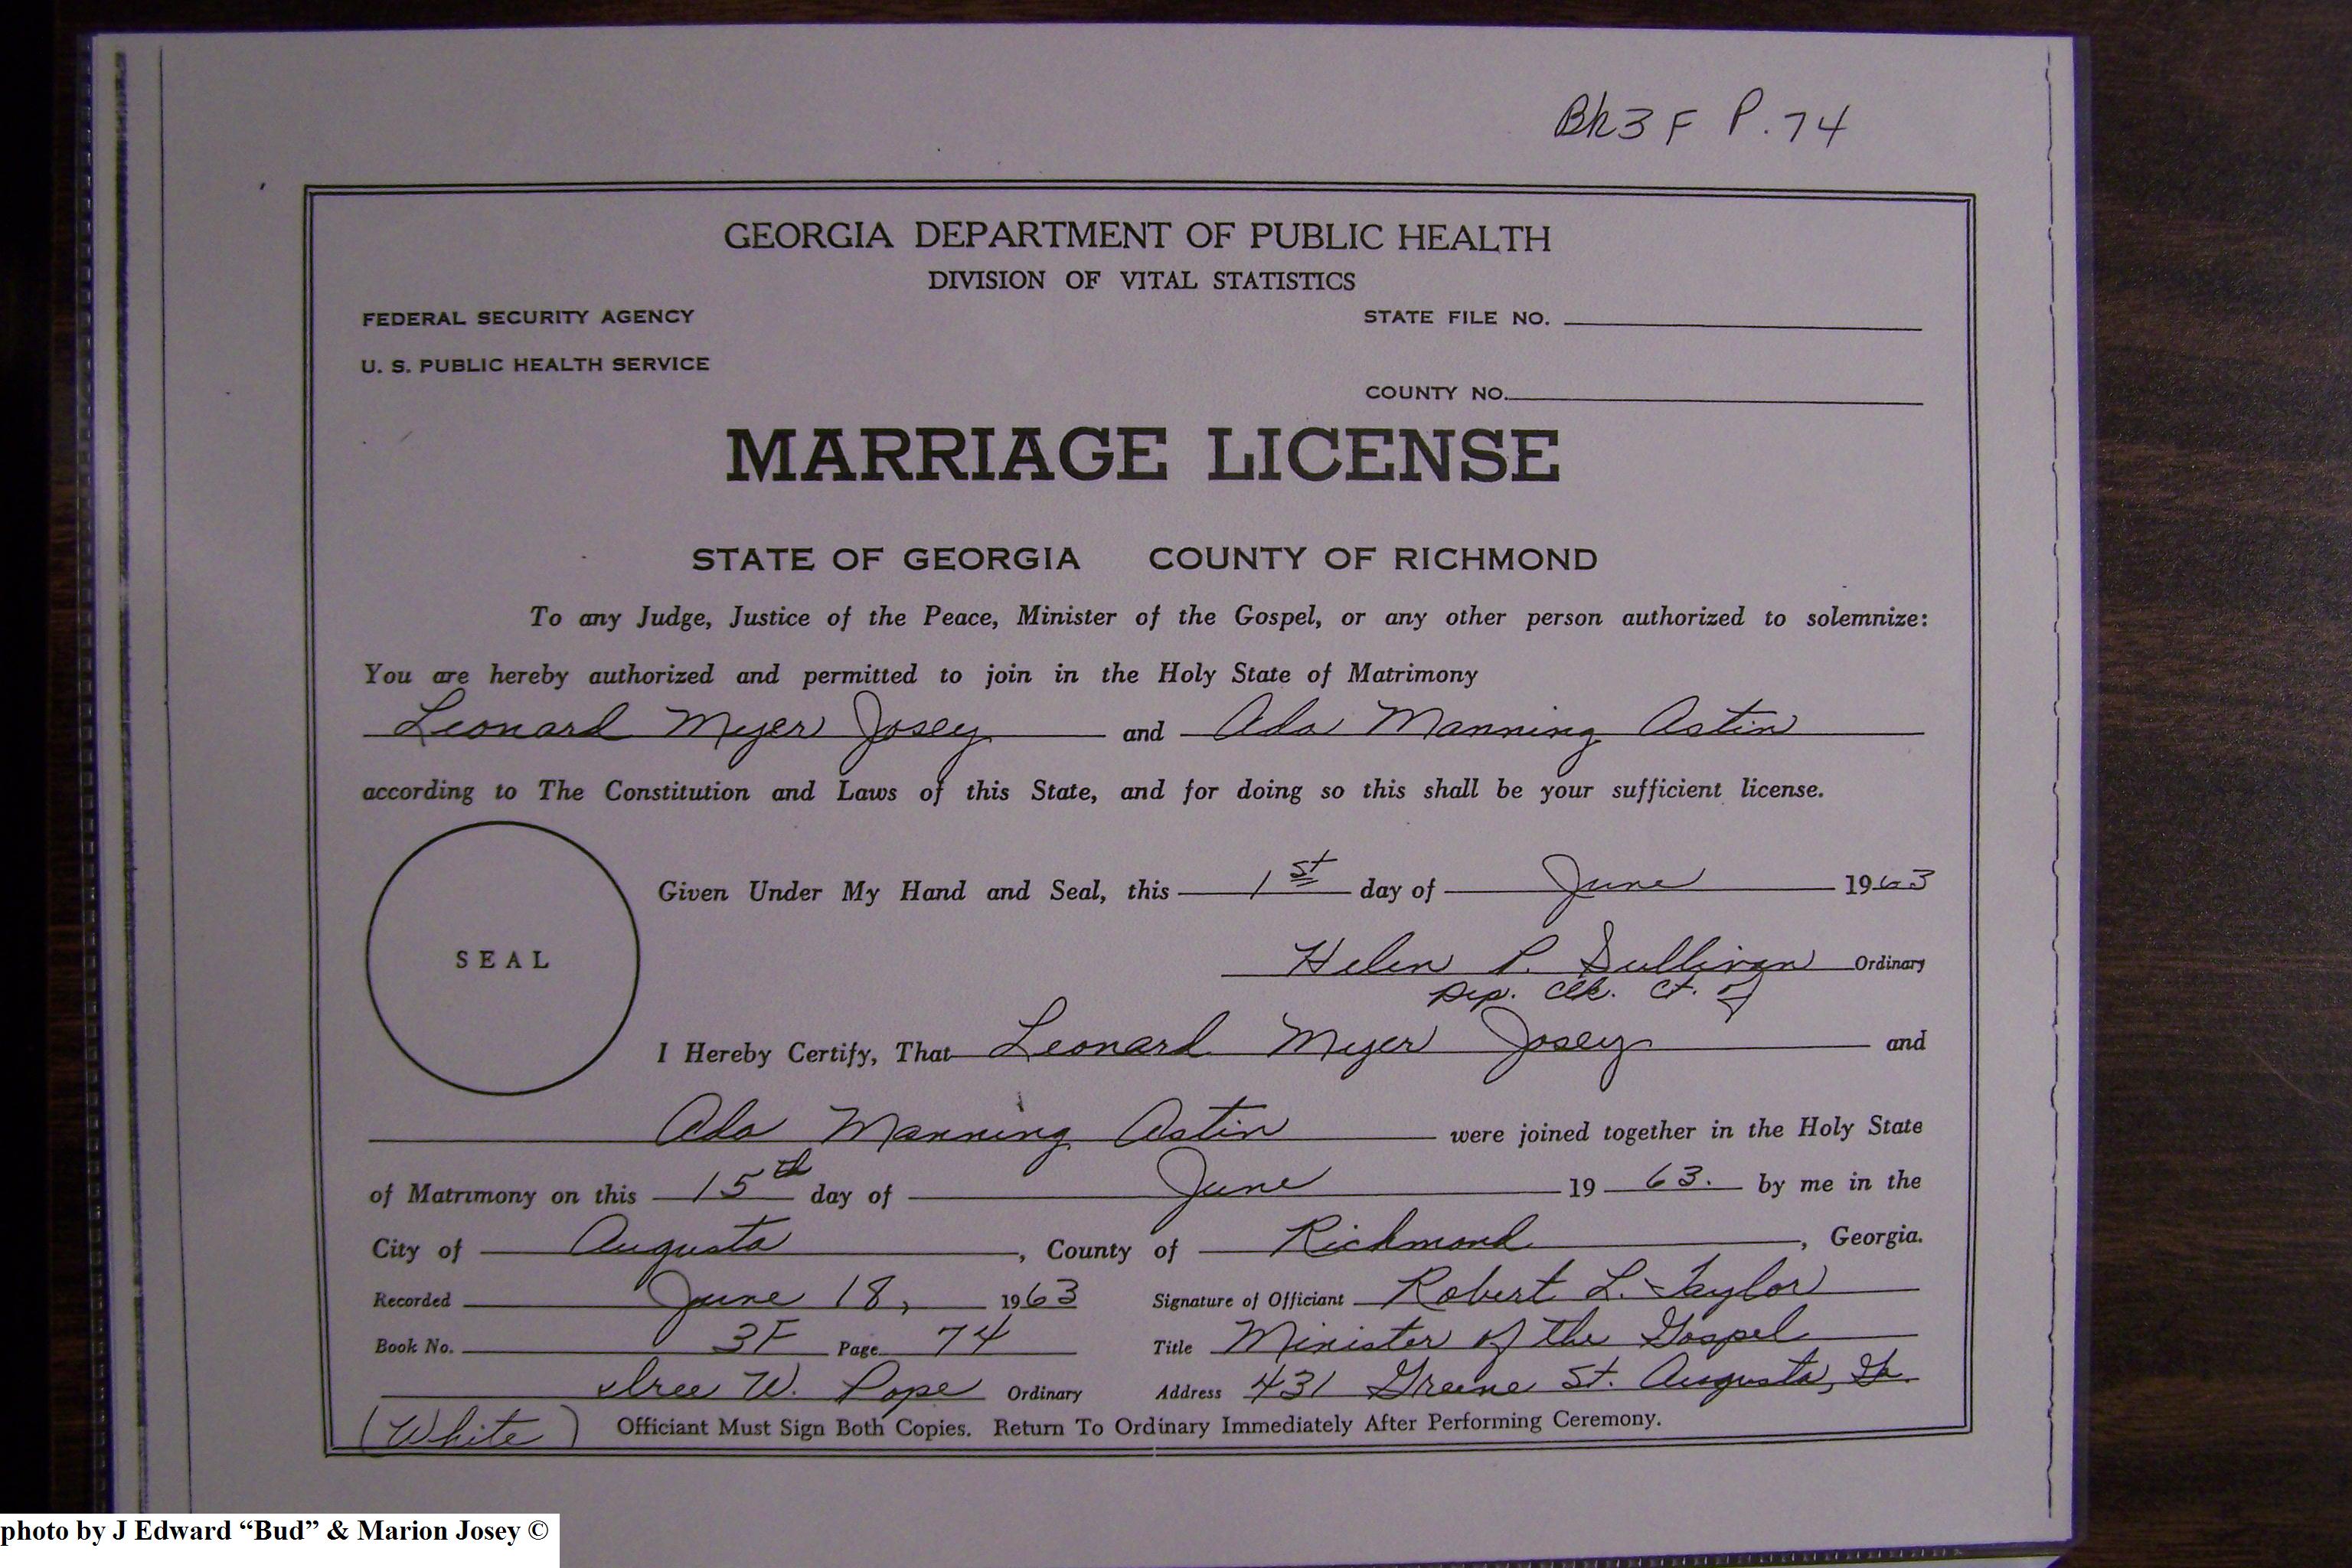 Bk 3F P. 74
GEORGIA DEPARTMENT OF PUBLIC HEALTH
DIVISION OF VITAL STATISTICS
FEDERAL SECURITY AGENCY STATE FILE NO.
U. S. PUBLIC HEALTH SERVICE
COUNTY NO.
MARRIAGE LICENSE
STATE OF GEORGIA COUNTY OF RICHMOND
To any Judge, Justice of the Peace, Minister of the Gospel, or any other person authorized to solemnize:
You are hereby authorized and permitted to join in the Holy State of Matrimony
Leonard Myer Josey and Ada Manning Astin
according to The Constitution and Laws of this State, and for doing so this shall be your sufficient license.
Given Under My Hand and Seal, this 1st day of June 1963
SEAL
Helen P. Sullivan Ordinary
Dep. Clk. Ct. of
I Hereby Certify, That Leonard Myer Josey and
Ada Manning Astin were joined together in the Holy State
of Matrimony on this 15th day of June 19 63. by me in the
City of Augusta, County of Richmond, Georgia.
Recorded June 18, 1963 Signature of Officiant Robert L. Taylor
Book No. 3F Page 74 Title Minister of the Gospel
W. Pope Ordinary Address 431 Greene St. Augusta, Ga.
(White) Officiant Must Sign Both Copies. Return To Ordinary Immediately After Performing Ceremony.
photo by J Edward “Bud” & Marion Josey ©